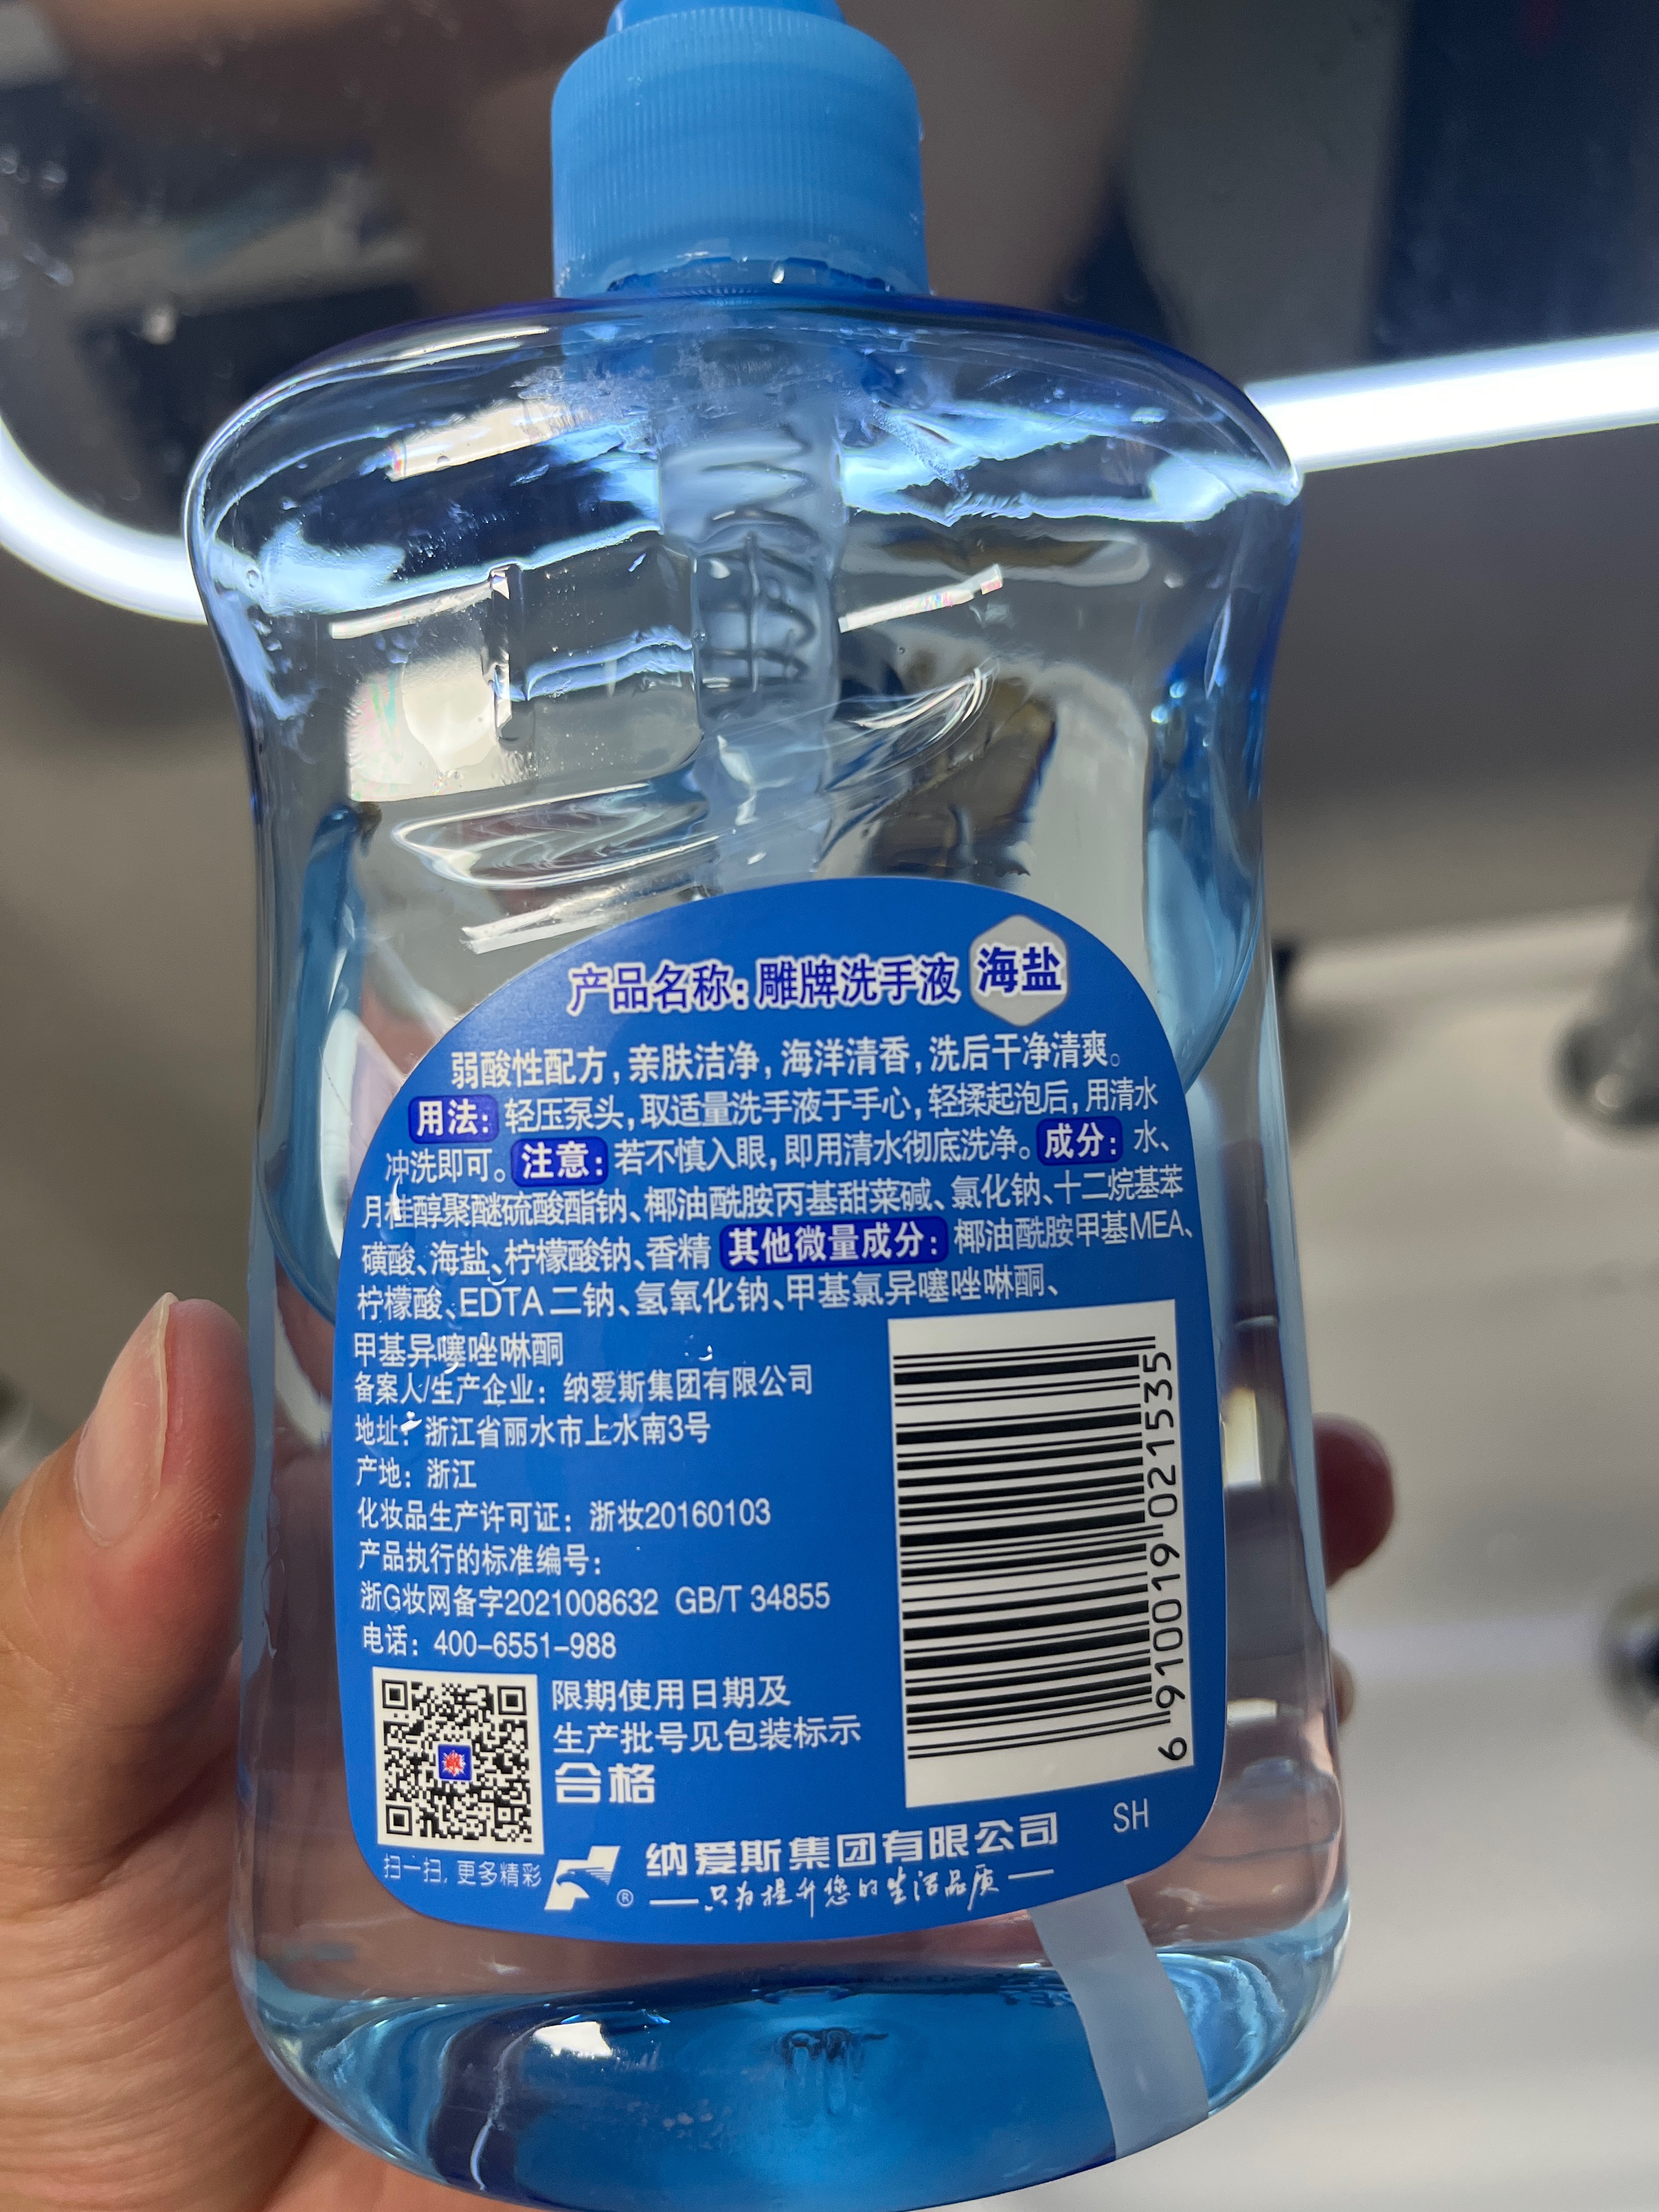 产品名称:雕牌洗手液 海盐
弱酸性配方,亲肤洁净,海洋清香,洗后干净清爽。
用法: 轻压泵头,取适量洗手液于手心,轻揉起泡后,用清水
冲洗即可。 注意: 若不慎入眼,即用清水彻底洗净。 成分: 水、
月桂醇聚醚硫酸酯钠、椰油酰胺丙基甜菜碱、氯化钠、十二烷基苯
磺酸、海盐、柠檬酸钠、香精 其他微量成分: 椰油酰胺甲基MEA、
柠檬酸、EDTA二钠、氢氧化钠、甲基氯异噻唑啉酮、
甲基异噻唑啉酮
备案人/生产企业：纳爱斯集团有限公司
地址：浙江省丽水市上水南3号
产地：浙江
化妆品生产许可证：浙妆20160103
产品执行的标准编号：
浙G妆网备字2021008632 GB/T 34855
电话：400-6551-988
限期使用日期及
生产批号见包装标示
合格
扫一扫, 更多精彩
6 910019 021535
SH
® 纳爱斯集团有限公司
—只为提升您的生活品质—